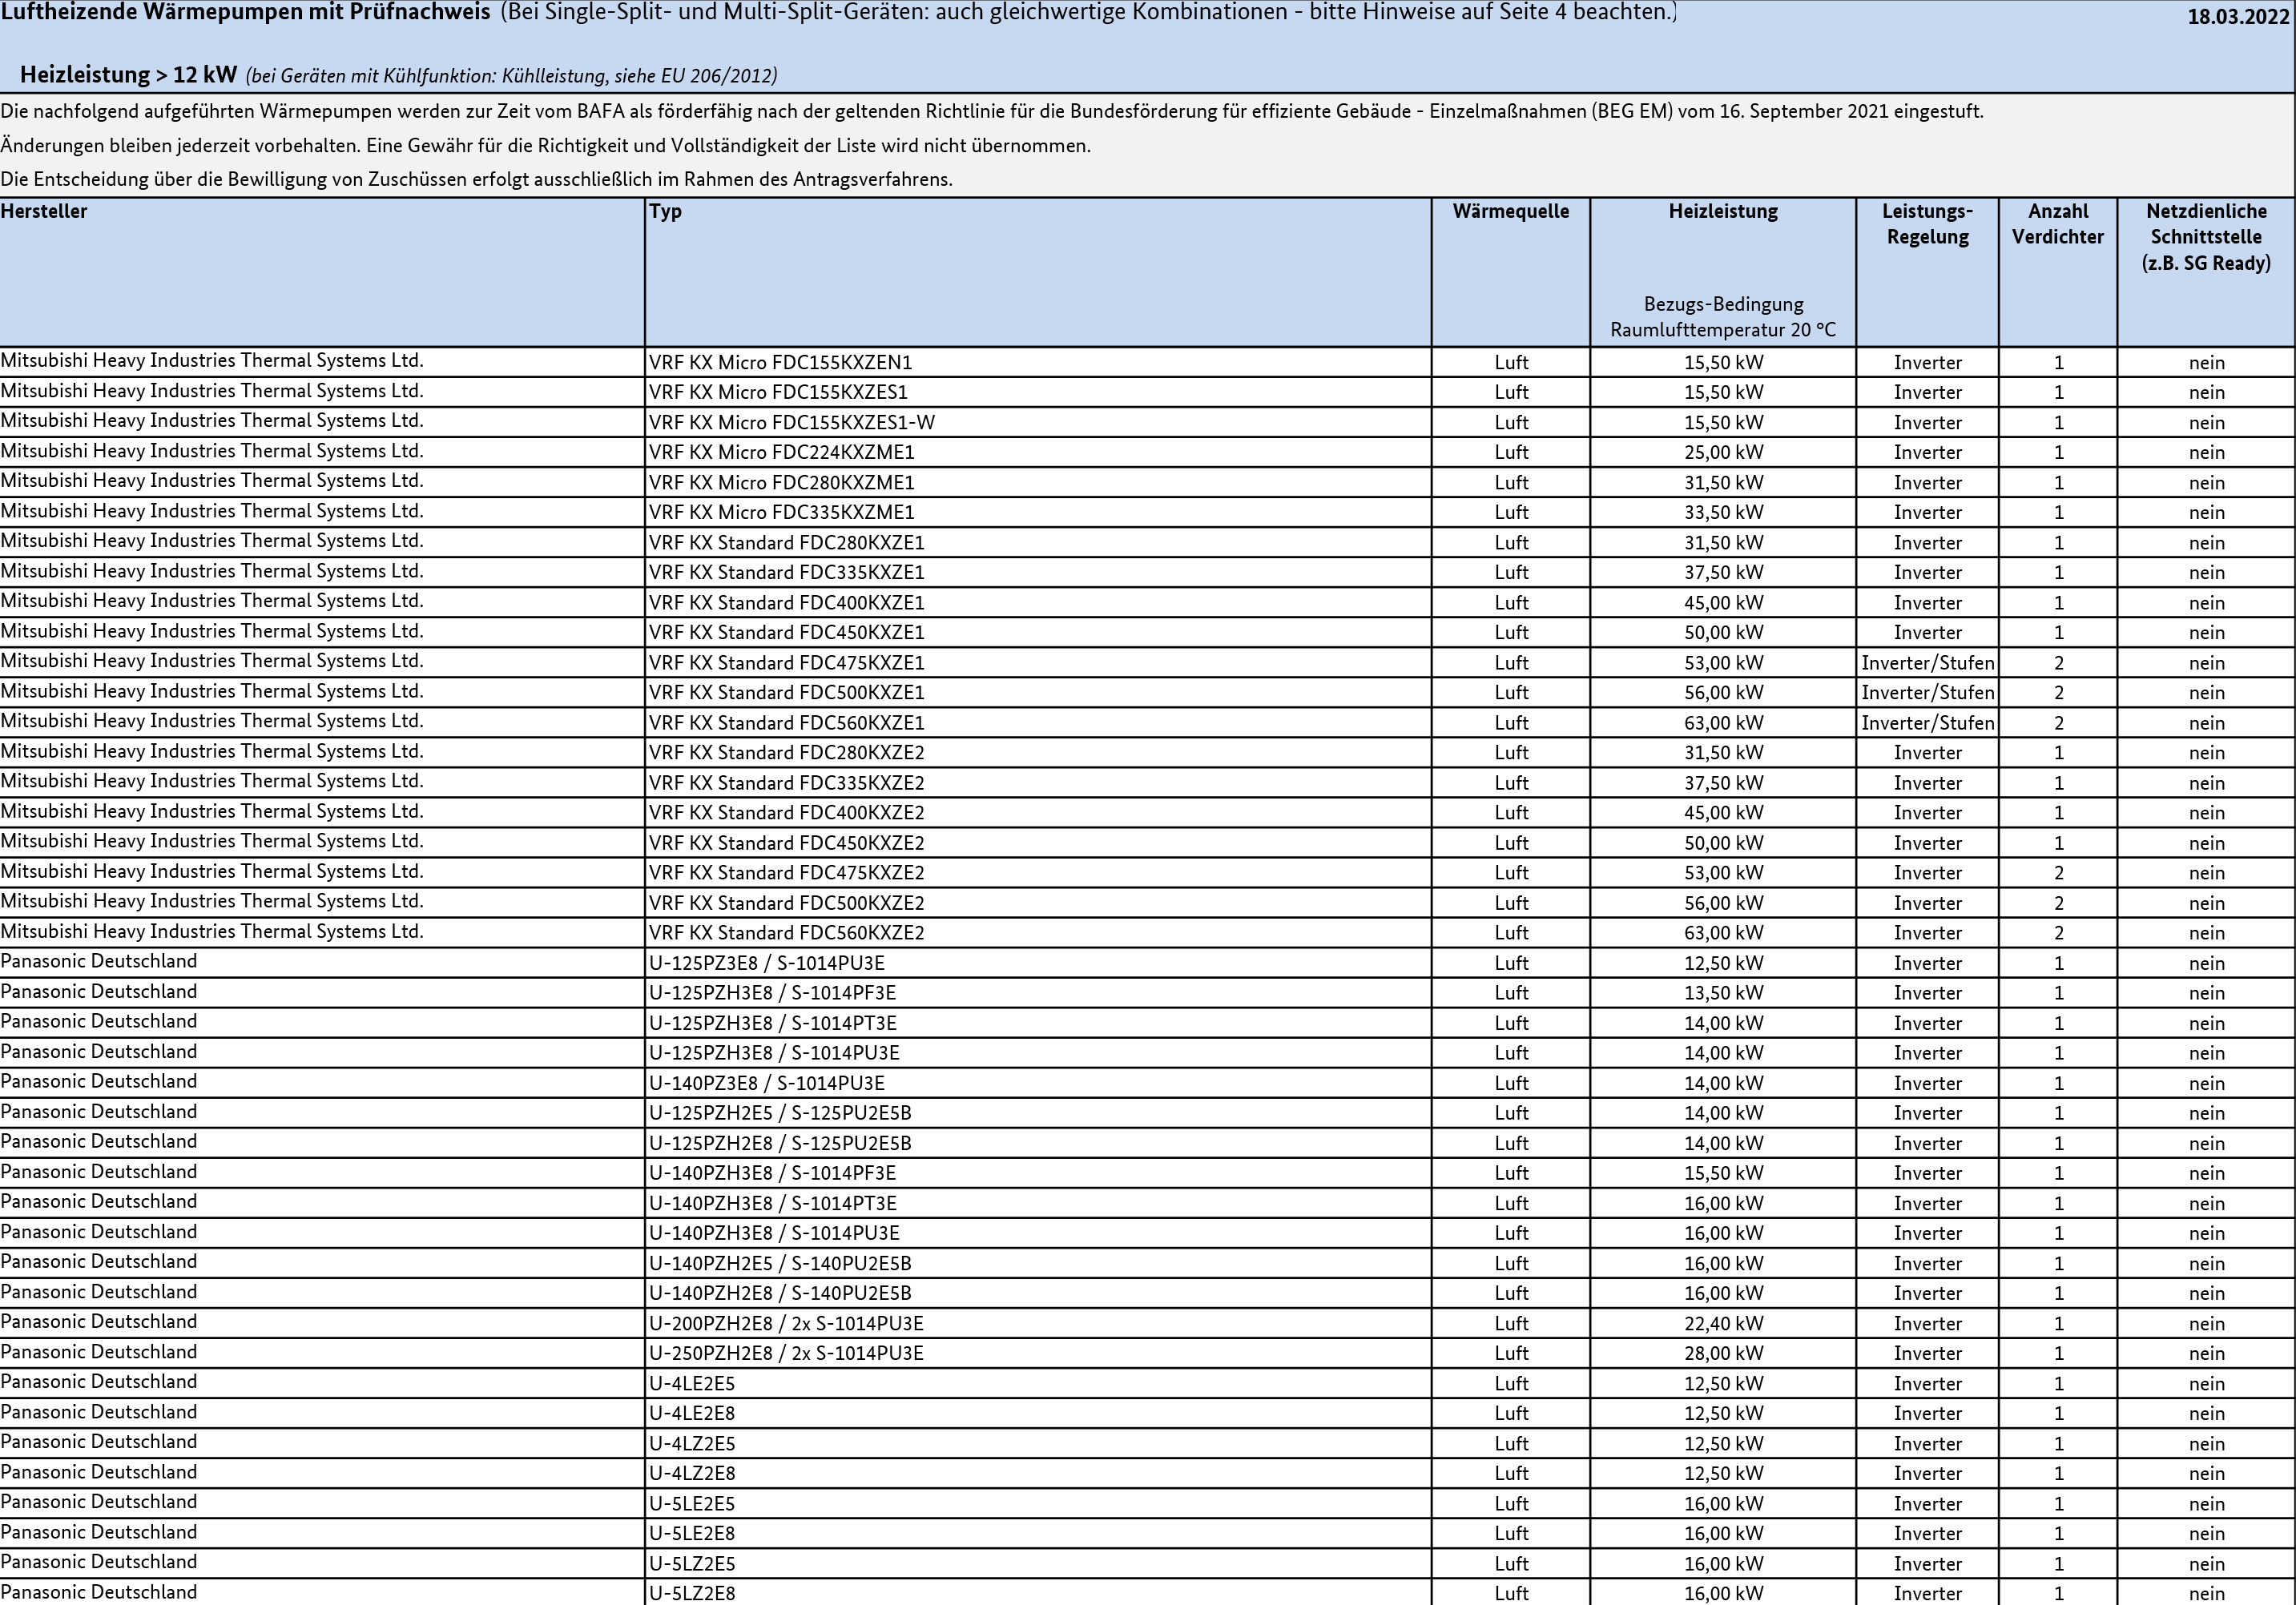 Luftheizende Wärmepumpen mit Prüfnachweis (Bei Single-Split- und Multi-Split-Geräten: auch gleichwertige Kombinationen - bitte Hinweise auf Seite 4 beachten.) 18.03.2022
Heizleistung > 12 kW (bei Geräten mit Kühlfunktion: Kühlleistung, siehe EU 206/2012)
Die nachfolgend aufgeführten Wärmepumpen werden zur Zeit vom BAFA als förderfähig nach der geltenden Richtlinie für die Bundesförderung für effiziente Gebäude - Einzelmaßnahmen (BEG EM) vom 16. September 2021 eingestuft.
Änderungen bleiben jederzeit vorbehalten. Eine Gewähr für die Richtigkeit und Vollständigkeit der Liste wird nicht übernommen.
Die Entscheidung über die Bewilligung von Zuschüssen erfolgt ausschließlich im Rahmen des Antragsverfahrens.
Hersteller Typ Wärmequelle Heizleistung Leistungs- Anzahl Netzdienliche
Regelung Verdichter Schnittstelle
(z.B. SG Ready)
Bezugs-Bedingung
Raumlufttemperatur 20 °C
Mitsubishi Heavy Industries Thermal Systems Ltd. VRF KX Micro FDC155KXZEN1 Luft 15,50 kW Inverter 1 nein
Mitsubishi Heavy Industries Thermal Systems Ltd. VRF KX Micro FDC155KXZES1 Luft 15,50 kW Inverter 1 nein
Mitsubishi Heavy Industries Thermal Systems Ltd. VRF KX Micro FDC155KXZES1-W Luft 15,50 kW Inverter 1 nein
Mitsubishi Heavy Industries Thermal Systems Ltd. VRF KX Micro FDC224KXZME1 Luft 25,00 kW Inverter 1 nein
Mitsubishi Heavy Industries Thermal Systems Ltd. VRF KX Micro FDC280KXZME1 Luft 31,50 kW Inverter 1 nein
Mitsubishi Heavy Industries Thermal Systems Ltd. VRF KX Micro FDC335KXZME1 Luft 33,50 kW Inverter 1 nein
Mitsubishi Heavy Industries Thermal Systems Ltd. VRF KX Standard FDC280KXZE1 Luft 31,50 kW Inverter 1 nein
Mitsubishi Heavy Industries Thermal Systems Ltd. VRF KX Standard FDC335KXZE1 Luft 37,50 kW Inverter 1 nein
Mitsubishi Heavy Industries Thermal Systems Ltd. VRF KX Standard FDC400KXZE1 Luft 45,00 kW Inverter 1 nein
Mitsubishi Heavy Industries Thermal Systems Ltd. VRF KX Standard FDC450KXZE1 Luft 50,00 kW Inverter 1 nein
Mitsubishi Heavy Industries Thermal Systems Ltd. VRF KX Standard FDC475KXZE1 Luft 53,00 kW Inverter/Stufen 2 nein
Mitsubishi Heavy Industries Thermal Systems Ltd. VRF KX Standard FDC500KXZE1 Luft 56,00 kW Inverter/Stufen 2 nein
Mitsubishi Heavy Industries Thermal Systems Ltd. VRF KX Standard FDC560KXZE1 Luft 63,00 kW Inverter/Stufen 2 nein
Mitsubishi Heavy Industries Thermal Systems Ltd. VRF KX Standard FDC280KXZE2 Luft 31,50 kW Inverter 1 nein
Mitsubishi Heavy Industries Thermal Systems Ltd. VRF KX Standard FDC335KXZE2 Luft 37,50 kW Inverter 1 nein
Mitsubishi Heavy Industries Thermal Systems Ltd. VRF KX Standard FDC400KXZE2 Luft 45,00 kW Inverter 1 nein
Mitsubishi Heavy Industries Thermal Systems Ltd. VRF KX Standard FDC450KXZE2 Luft 50,00 kW Inverter 1 nein
Mitsubishi Heavy Industries Thermal Systems Ltd. VRF KX Standard FDC475KXZE2 Luft 53,00 kW Inverter 2 nein
Mitsubishi Heavy Industries Thermal Systems Ltd. VRF KX Standard FDC500KXZE2 Luft 56,00 kW Inverter 2 nein
Mitsubishi Heavy Industries Thermal Systems Ltd. VRF KX Standard FDC560KXZE2 Luft 63,00 kW Inverter 2 nein
Panasonic Deutschland U-125PZ3E8 / S-1014PU3E Luft 12,50 kW Inverter 1 nein
Panasonic Deutschland U-125PZH3E8 / S-1014PF3E Luft 13,50 kW Inverter 1 nein
Panasonic Deutschland U-125PZH3E8 / S-1014PT3E Luft 14,00 kW Inverter 1 nein
Panasonic Deutschland U-125PZH3E8 / S-1014PU3E Luft 14,00 kW Inverter 1 nein
Panasonic Deutschland U-140PZ3E8 / S-1014PU3E Luft 14,00 kW Inverter 1 nein
Panasonic Deutschland U-125PZH2E5 / S-125PU2E5B Luft 14,00 kW Inverter 1 nein
Panasonic Deutschland U-125PZH2E8 / S-125PU2E5B Luft 14,00 kW Inverter 1 nein
Panasonic Deutschland U-140PZH3E8 / S-1014PF3E Luft 15,50 kW Inverter 1 nein
Panasonic Deutschland U-140PZH3E8 / S-1014PT3E Luft 16,00 kW Inverter 1 nein
Panasonic Deutschland U-140PZH3E8 / S-1014PU3E Luft 16,00 kW Inverter 1 nein
Panasonic Deutschland U-140PZH2E5 / S-140PU2E5B Luft 16,00 kW Inverter 1 nein
Panasonic Deutschland U-140PZH2E8 / S-140PU2E5B Luft 16,00 kW Inverter 1 nein
Panasonic Deutschland U-200PZH2E8 / 2x S-1014PU3E Luft 22,40 kW Inverter 1 nein
Panasonic Deutschland U-250PZH2E8 / 2x S-1014PU3E Luft 28,00 kW Inverter 1 nein
Panasonic Deutschland U-4LE2E5 Luft 12,50 kW Inverter 1 nein
Panasonic Deutschland U-4LE2E8 Luft 12,50 kW Inverter 1 nein
Panasonic Deutschland U-4LZ2E5 Luft 12,50 kW Inverter 1 nein
Panasonic Deutschland U-4LZ2E8 Luft 12,50 kW Inverter 1 nein
Panasonic Deutschland U-5LE2E5 Luft 16,00 kW Inverter 1 nein
Panasonic Deutschland U-5LE2E8 Luft 16,00 kW Inverter 1 nein
Panasonic Deutschland U-5LZ2E5 Luft 16,00 kW Inverter 1 nein
Panasonic Deutschland U-5LZ2E8 Luft 16,00 kW Inverter 1 nein